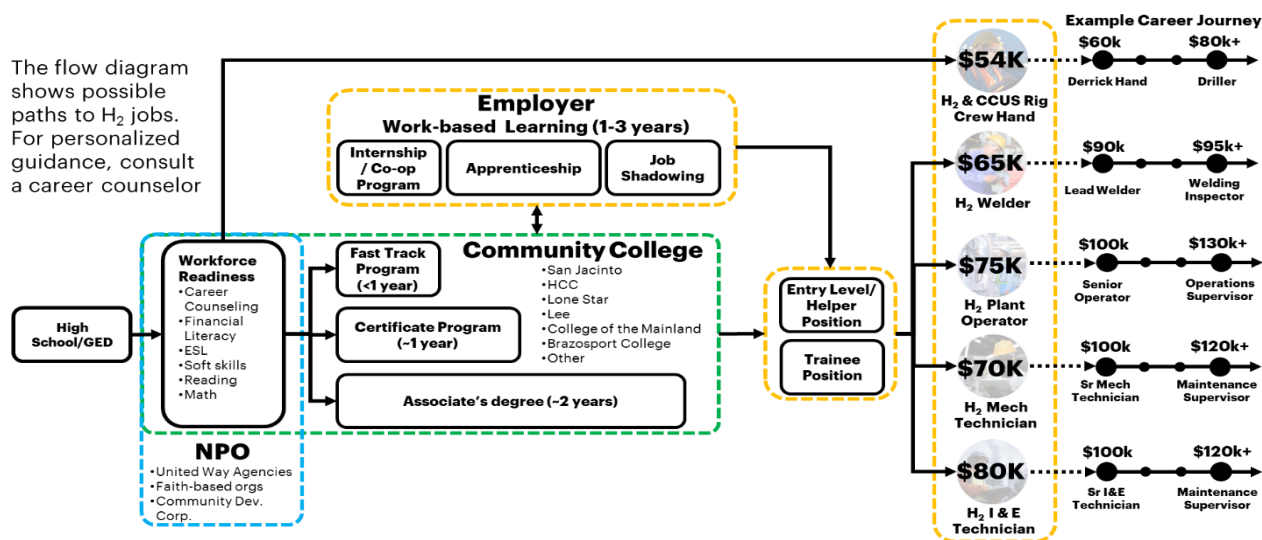 The flow diagram
shows possible
paths to H₂ jobs.
For personalized
guidance, consult
a career counselor
High
School/GED
Workforce
Readiness
•Career
Counseling
•Financial
Literacy
•ESL
•Soft skills
•Reading
•Math
NPO
•United Way Agencies
•Faith-based orgs
•Community Dev.
Corp.
Employer
Work-based Learning (1-3 years)
Internship
/ Co-op
Program
Apprenticeship
Job
Shadowing
Community College
•San Jacinto
•HCC
•Lone Star
•Lee
•College of the Mainland
•Brazosport College
•Other
Fast Track
Program
(<1 year)
Certificate Program
(~1 year)
Associate's degree (~2 years)
Entry Level/
Helper
Position
Trainee
Position
Example Career Journey
$54K
H₂ & CCUS Rig
Crew Hand
$60k
Derrick Hand
$80k+
Driller
$65K
H₂ Welder
$90k
Lead Welder
$95k+
Welding
Inspector
$75K
H₂ Plant
Operator
$100k
Senior
Operator
$130k+
Operations
Supervisor
$70K
H₂ Mech
Technician
$100k
Sr Mech
Technician
$120k+
Maintenance
Supervisor
$80K
H₂ I & E
Technician
$100k
Sr I&E
Technician
$120k+
Maintenance
Supervisor